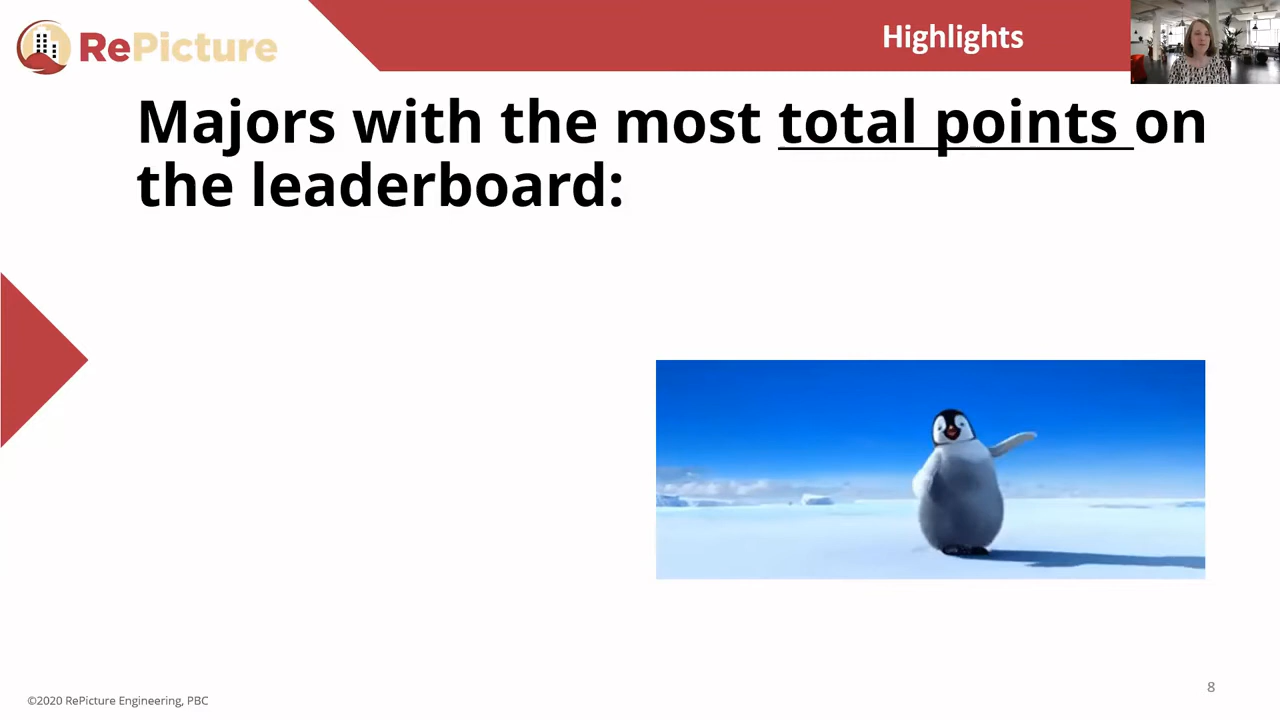 RePicture
Highlights
Majors with the most total points on
the leaderboard:
©2020 RePicture Engineering, PBC
8